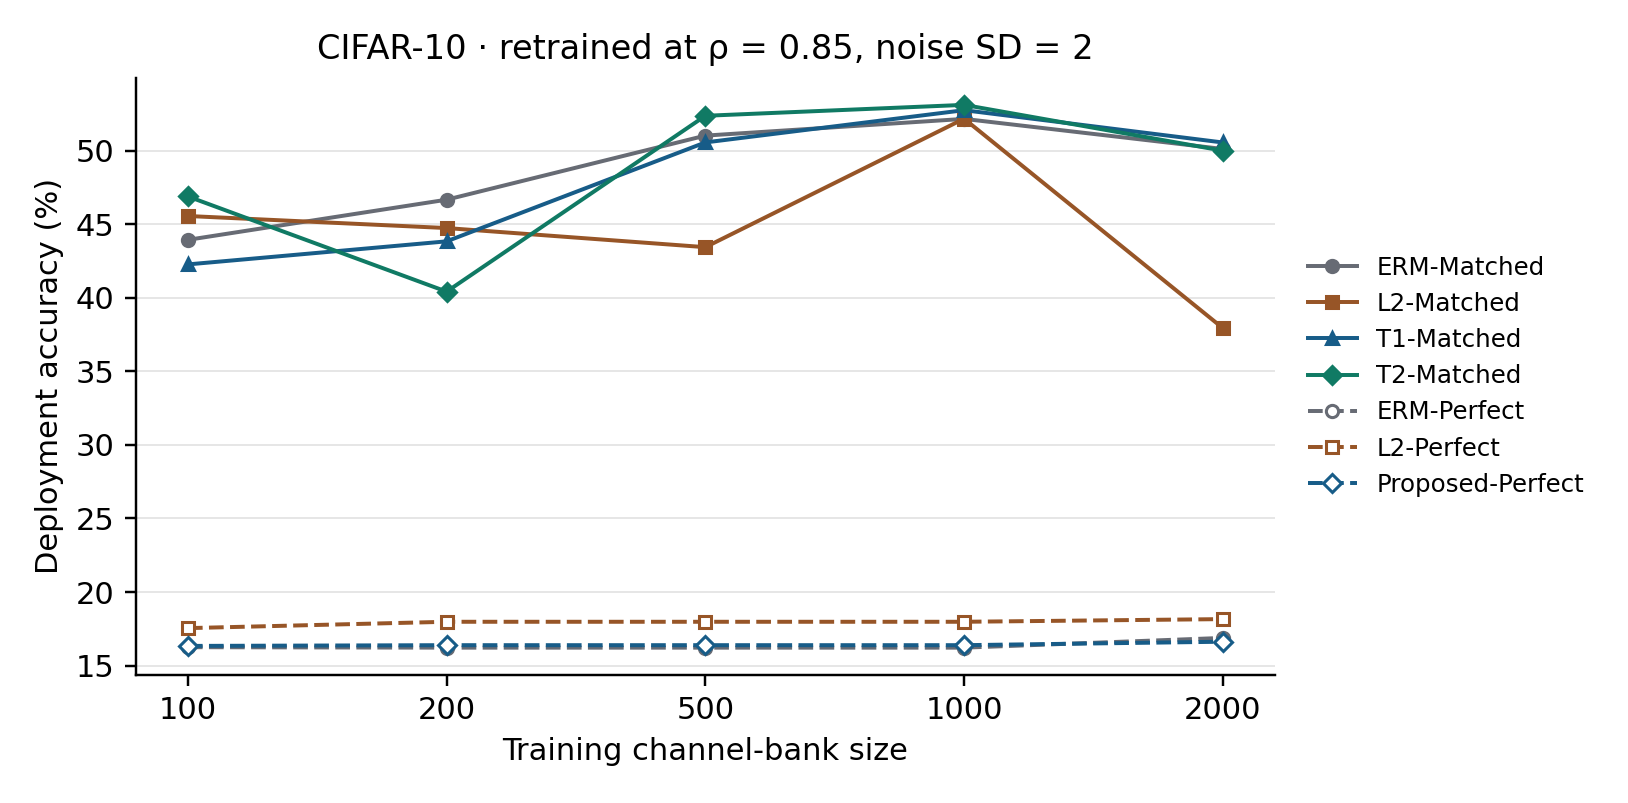 CIFAR-10 · retrained at ρ = 0.85, noise SD = 2
Deployment accuracy (%)
50
45
40
35
30
25
20
15
100 200 500 1000 2000
Training channel-bank size
ERM-Matched
L2-Matched
T1-Matched
T2-Matched
ERM-Perfect
L2-Perfect
Proposed-Perfect